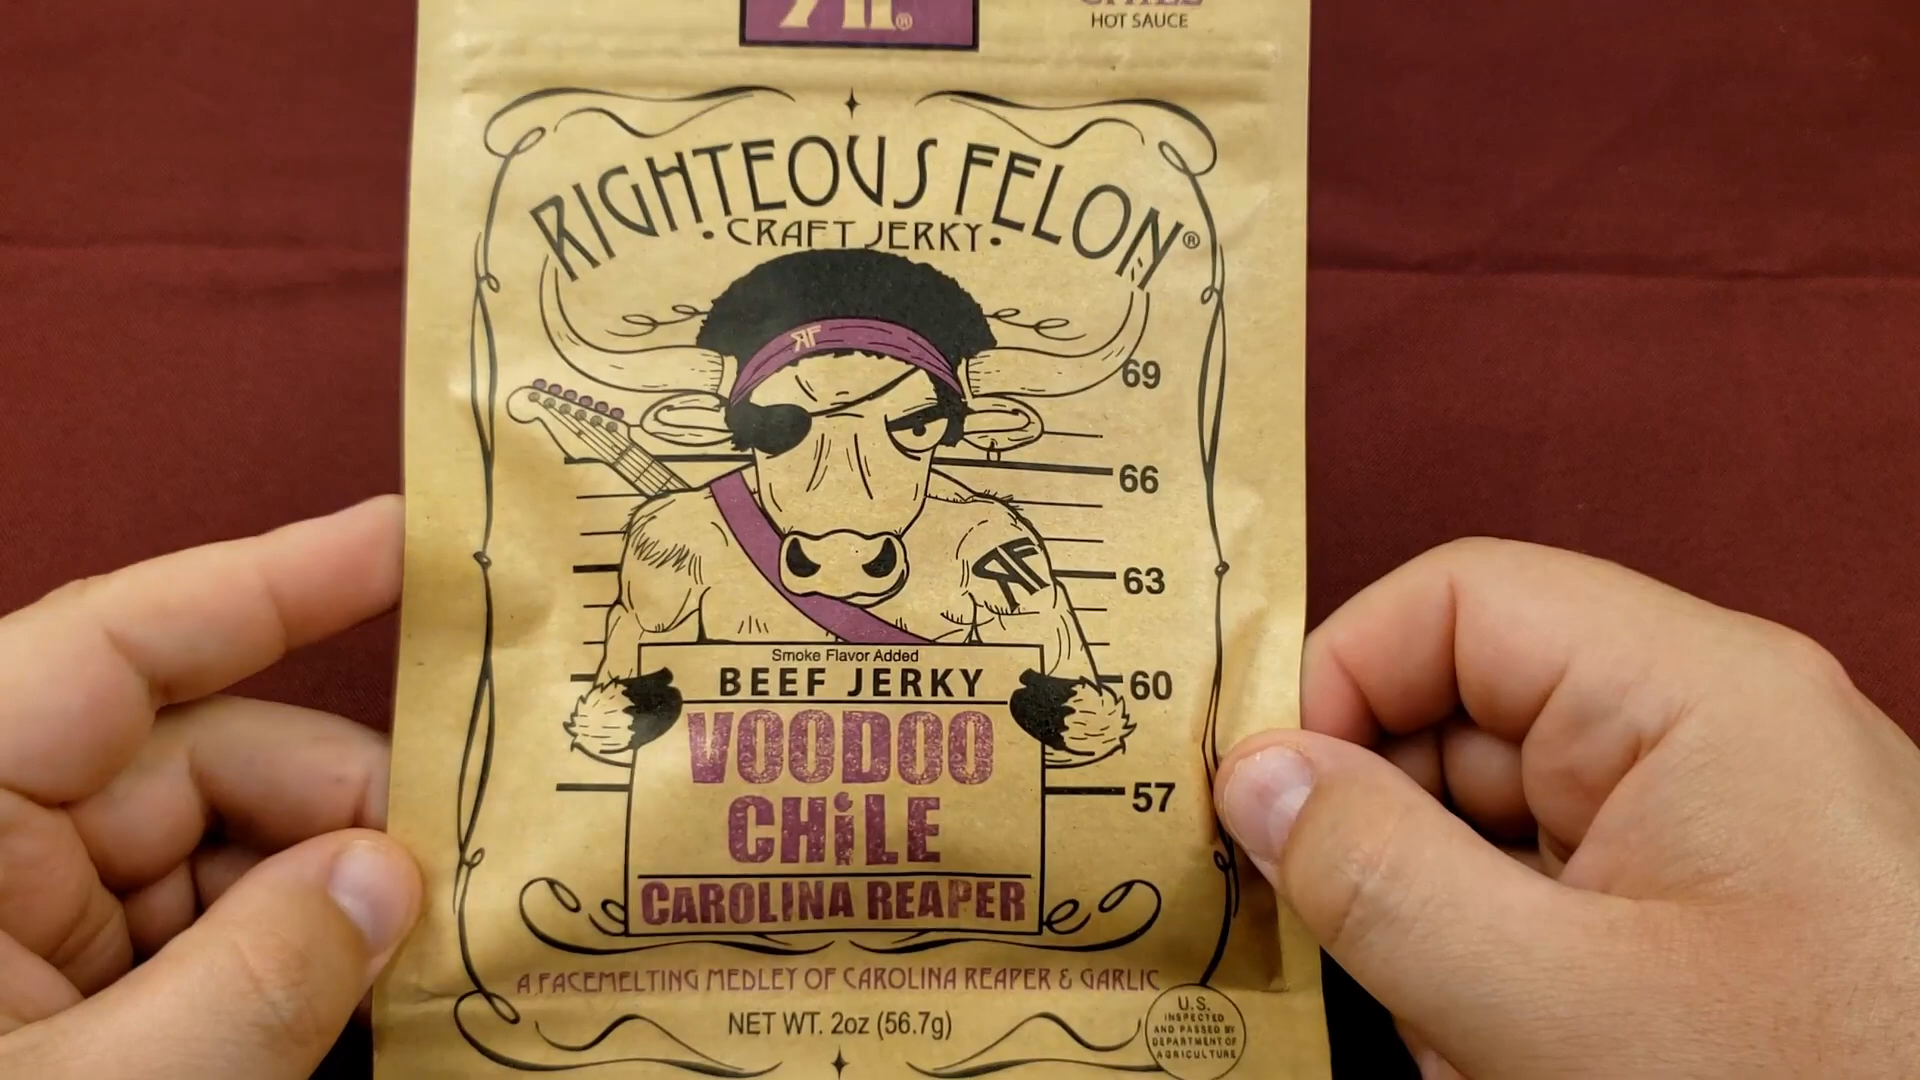 HOT SAUCE
RIGHTEOUS FELON®
• CRAFT JERKY •
RF
69
66
RF
63
Smoke Flavor Added
BEEF JERKY
60
VOODOO
57
CHiLE
CAROLINA REAPER
A FACEMELTING MEDLEY OF CAROLINA REAPER & GARLIC
NET WT. 2oz (56.7g)
U.S.
INSPECTED
AND PASSED BY
DEPARTMENT OF
AGRICULTURE